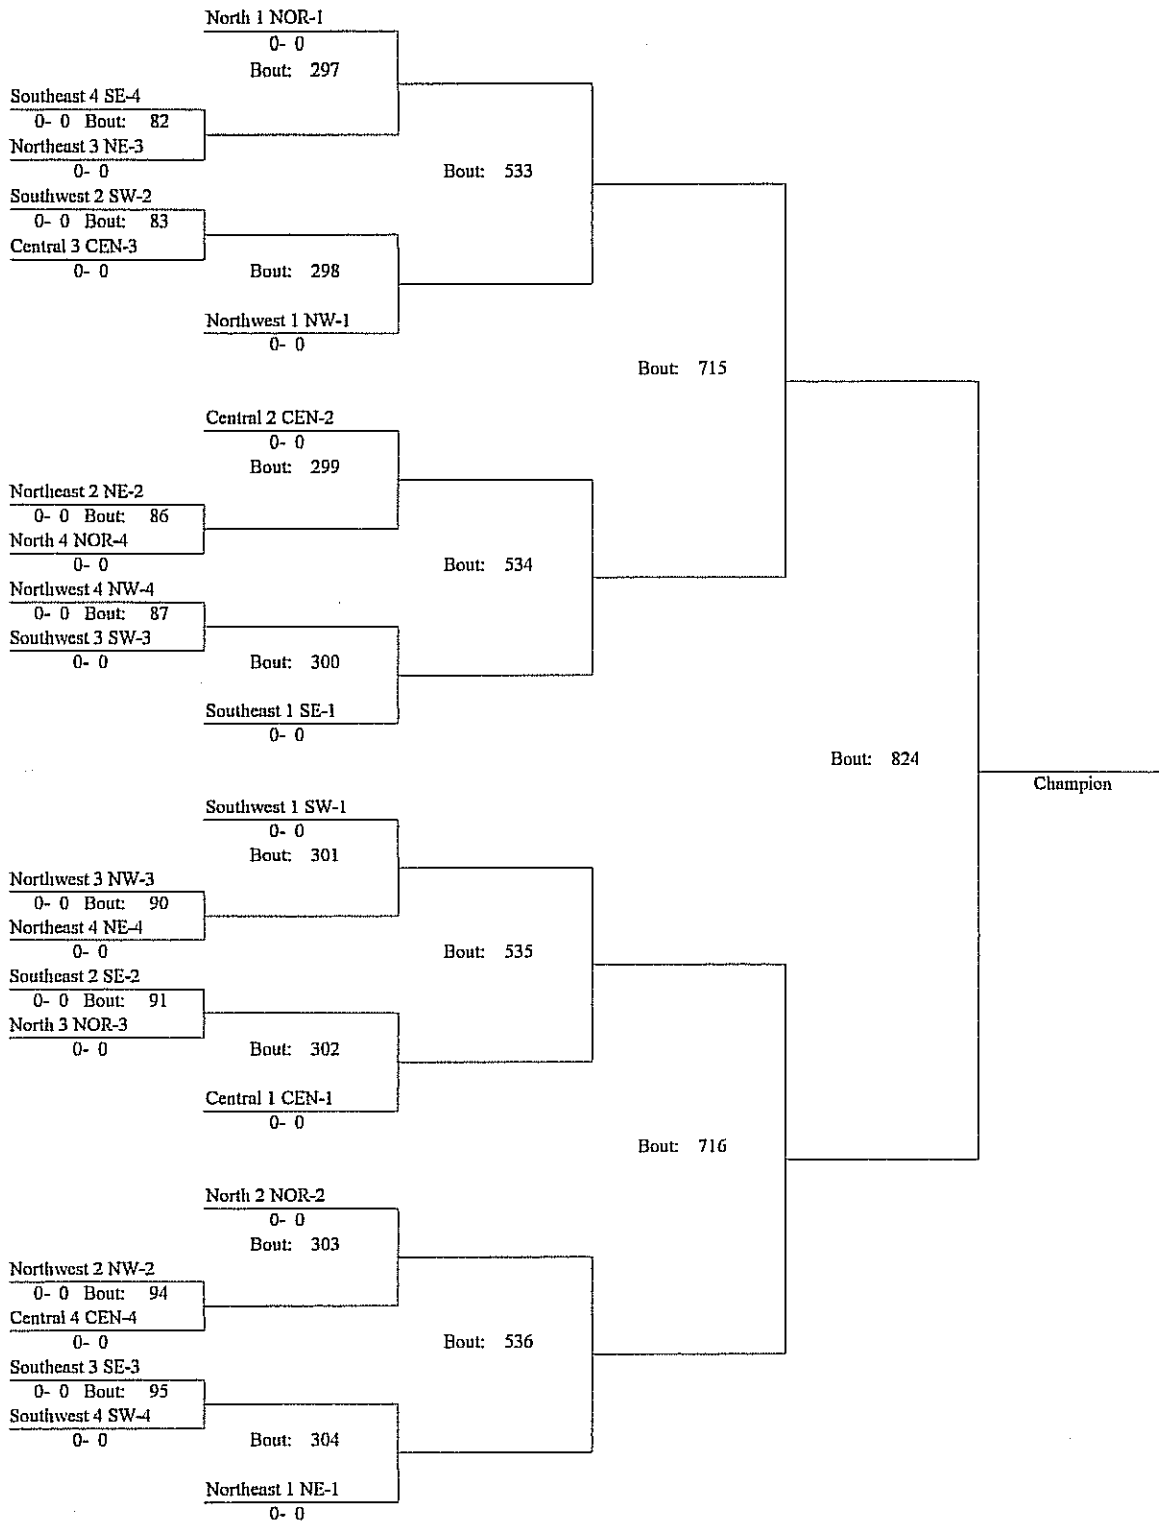 North 1 NOR-1
0- 0
Bout: 297
Southeast 4 SE-4
0- 0 Bout: 82
Northeast 3 NE-3
0- 0
Bout: 533
Southwest 2 SW-2
0- 0 Bout: 83
Central 3 CEN-3
0- 0
Bout: 298
Northwest 1 NW-1
0- 0
Bout: 715
Central 2 CEN-2
0- 0
Bout: 299
Northeast 2 NE-2
0- 0 Bout: 86
North 4 NOR-4
0- 0
Bout: 534
Northwest 4 NW-4
0- 0 Bout: 87
Southwest 3 SW-3
0- 0
Bout: 300
Southeast 1 SE-1
0- 0
Bout: 824
Champion
Southwest 1 SW-1
0- 0
Bout: 301
Northwest 3 NW-3
0- 0 Bout: 90
Northeast 4 NE-4
0- 0
Bout: 535
Southeast 2 SE-2
0- 0 Bout: 91
North 3 NOR-3
0- 0
Bout: 302
Central 1 CEN-1
0- 0
Bout: 716
North 2 NOR-2
0- 0
Bout: 303
Northwest 2 NW-2
0- 0 Bout: 94
Central 4 CEN-4
0- 0
Bout: 536
Southeast 3 SE-3
0- 0 Bout: 95
Southwest 4 SW-4
0- 0
Bout: 304
Northeast 1 NE-1
0- 0